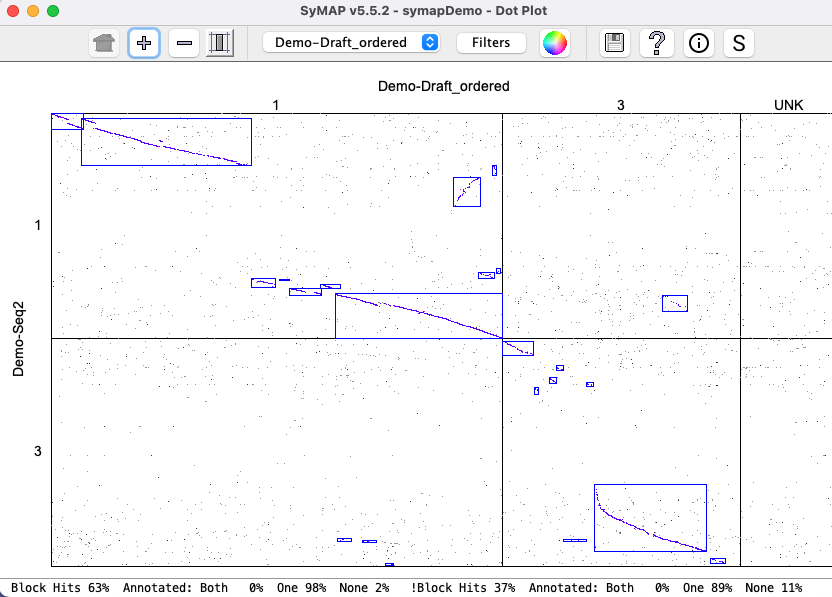 SyMAP v5.5.2 - symapDemo - Dot Plot
Demo-Draft_ordered
Filters
?
S
Demo-Draft_ordered
1 3 UNK
1
Demo-Seq2
3
Block Hits 63% Annotated: Both 0% One 98% None 2% !Block Hits 37% Annotated: Both 0% One 89% None 11%